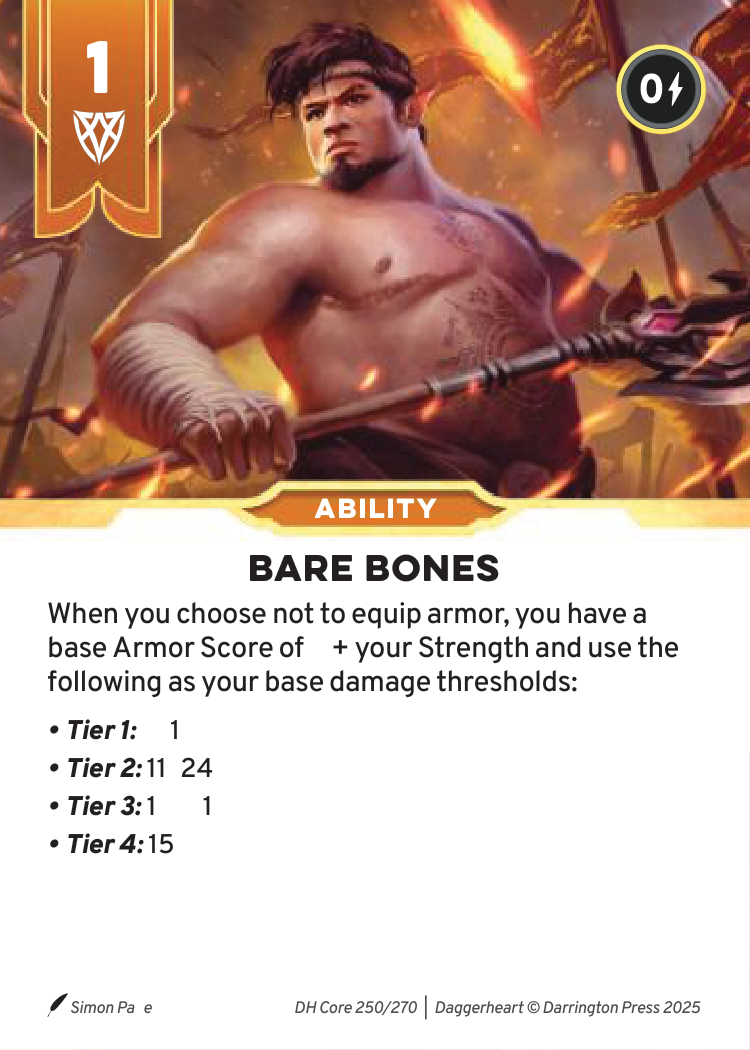 1
0
ABILITY
BARE BONES
When you choose not to equip armor, you have a
base Armor Score of + your Strength and use the
following as your base damage thresholds:
• Tier 1: 1
• Tier 2: 11 24
• Tier 3: 1 1
• Tier 4: 15
Simon Pa e
DH Core 250/270 | Daggerheart © Darrington Press 2025